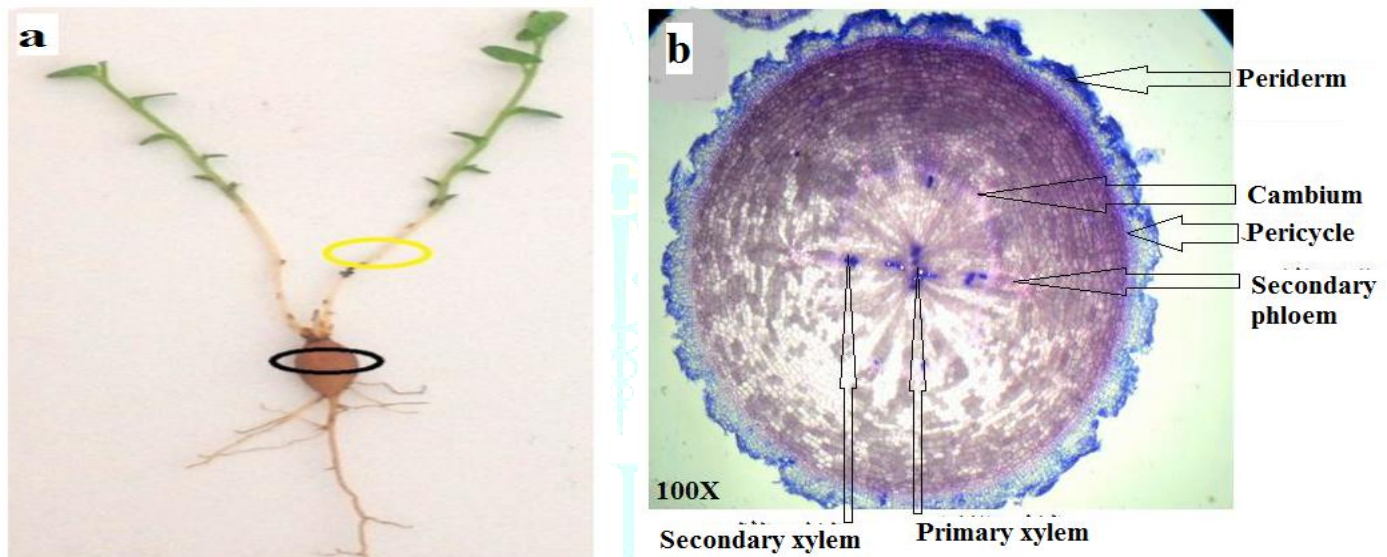 a
b
Periderm
Cambium
Pericycle
Secondary
phloem
100X
Secondary xylem
Primary xylem